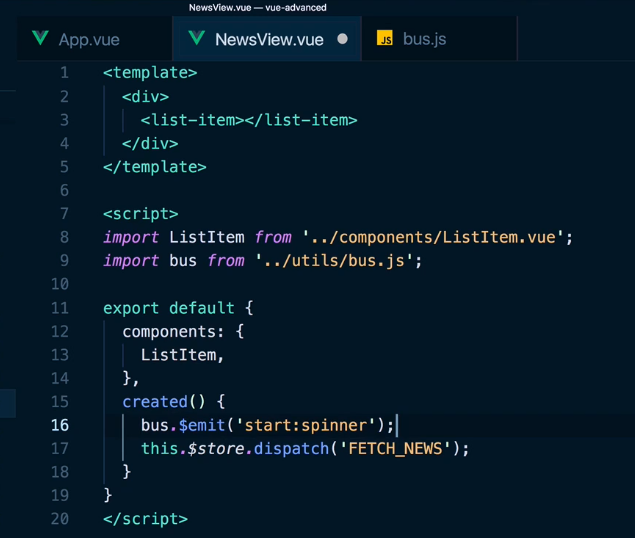 NewsView.vue — vue-advanced
App.vue NewsView.vue JS bus.js
1 <template>
2 <div>
3 <list-item></list-item>
4 </div>
5 </template>
6
7 <script>
8 import ListItem from '../components/ListItem.vue';
9 import bus from '../utils/bus.js';
10
11 export default {
12 components: {
13 ListItem,
14 },
15 created() {
16 bus.$emit('start:spinner');
17 this.$store.dispatch('FETCH_NEWS');
18 }
19 }
20 </script>